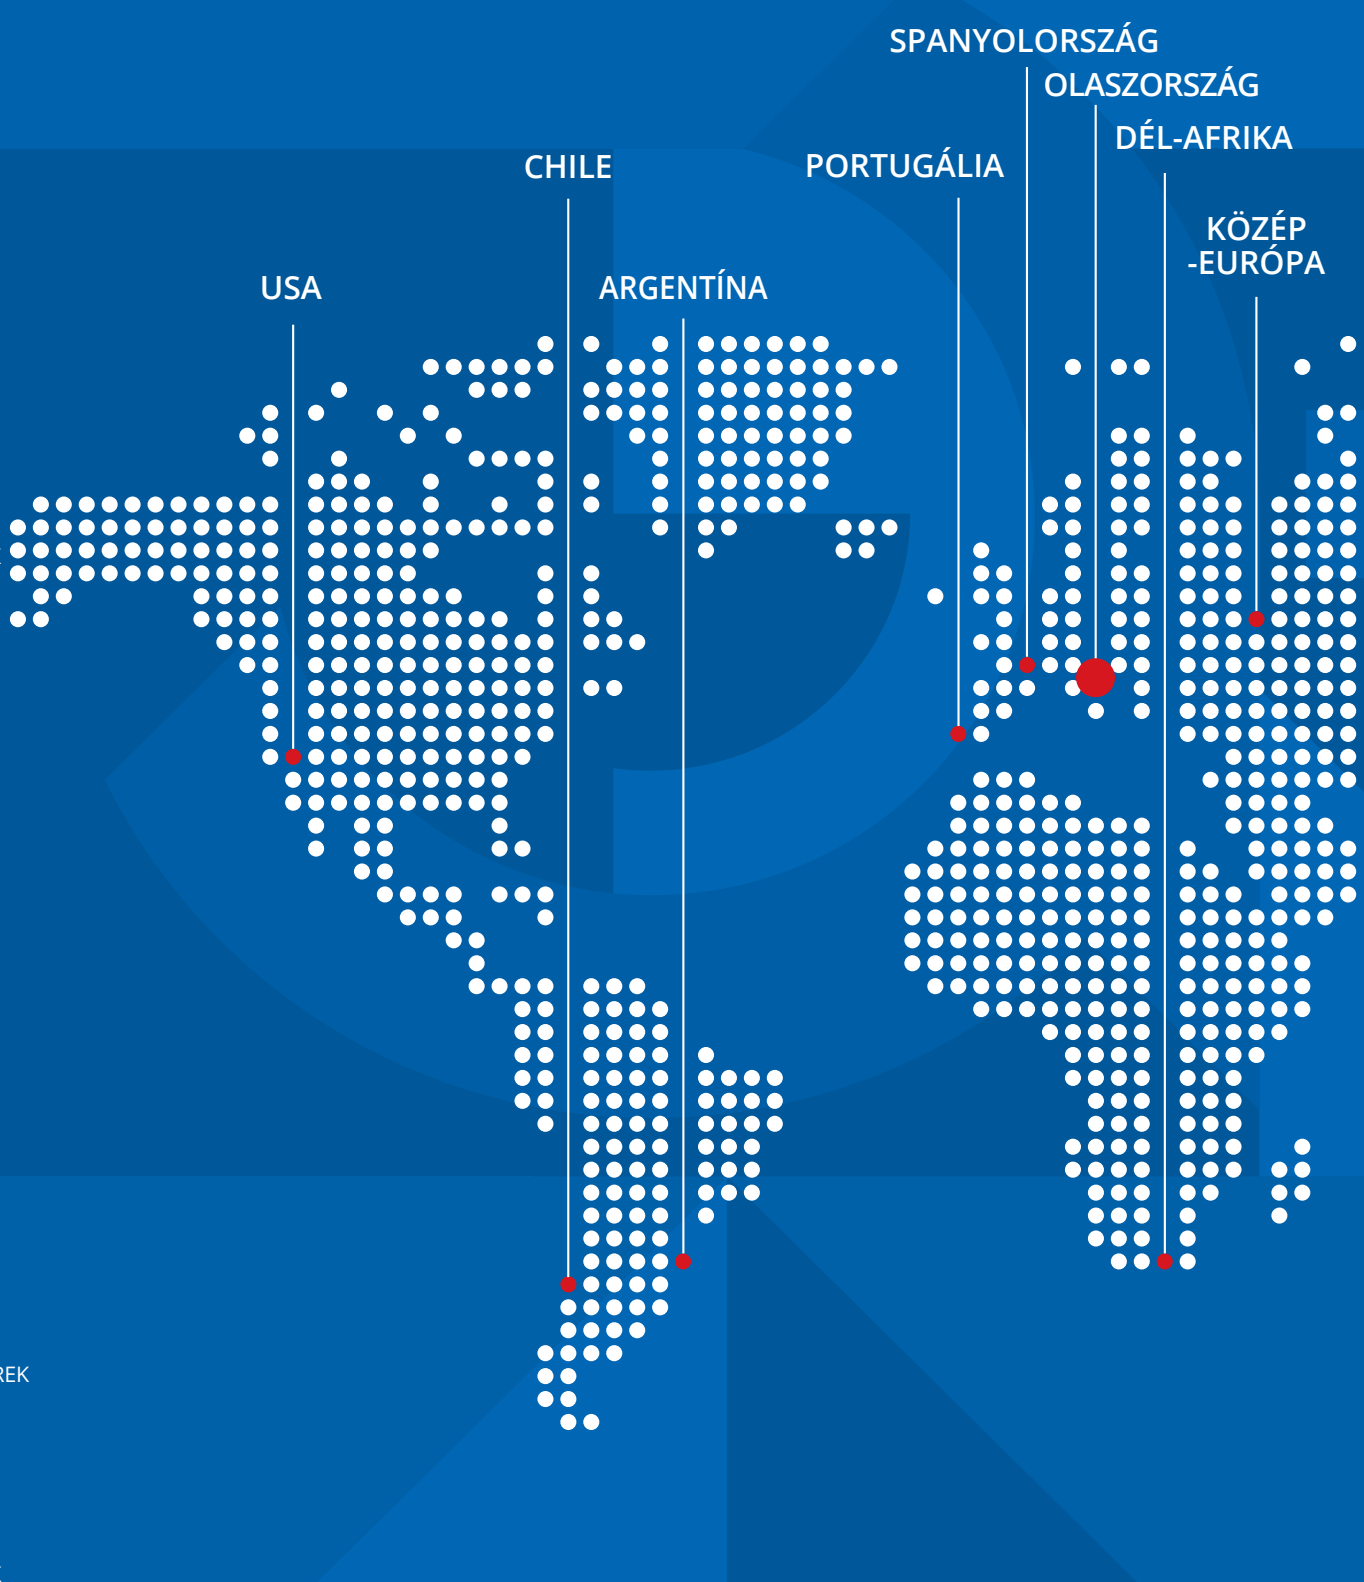 SPANYOLORSZÁG
OLASZORSZÁG
DÉL-AFRIKA
CHILE
PORTUGÁLIA
KÖZÉP
-EURÓPA
USA
ARGENTÍNA